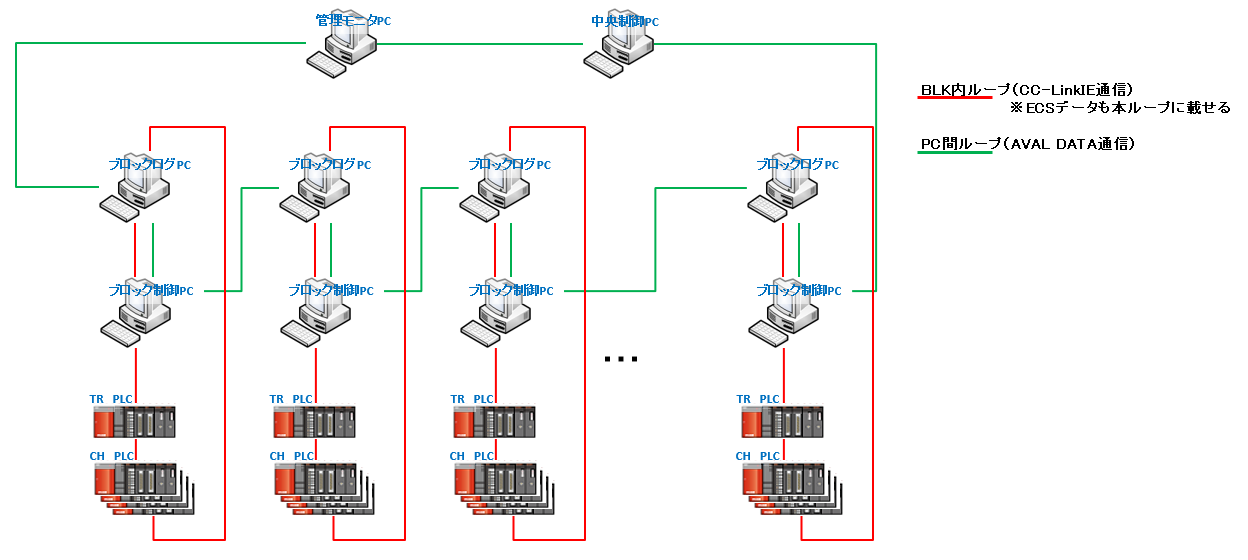 管理モニタPC
中央制御PC
BLK内ループ(CC-LinkIE通信)
※ECSデータも本ループに載せる
PC間ループ(AVAL DATA通信)
ブロックログPC
ブロックログPC
ブロックログPC
ブロックログPC
ブロック制御PC
ブロック制御PC
ブロック制御PC
ブロック制御PC
...
TR PLC
TR PLC
TR PLC
TR PLC
CH PLC
CH PLC
CH PLC
CH PLC